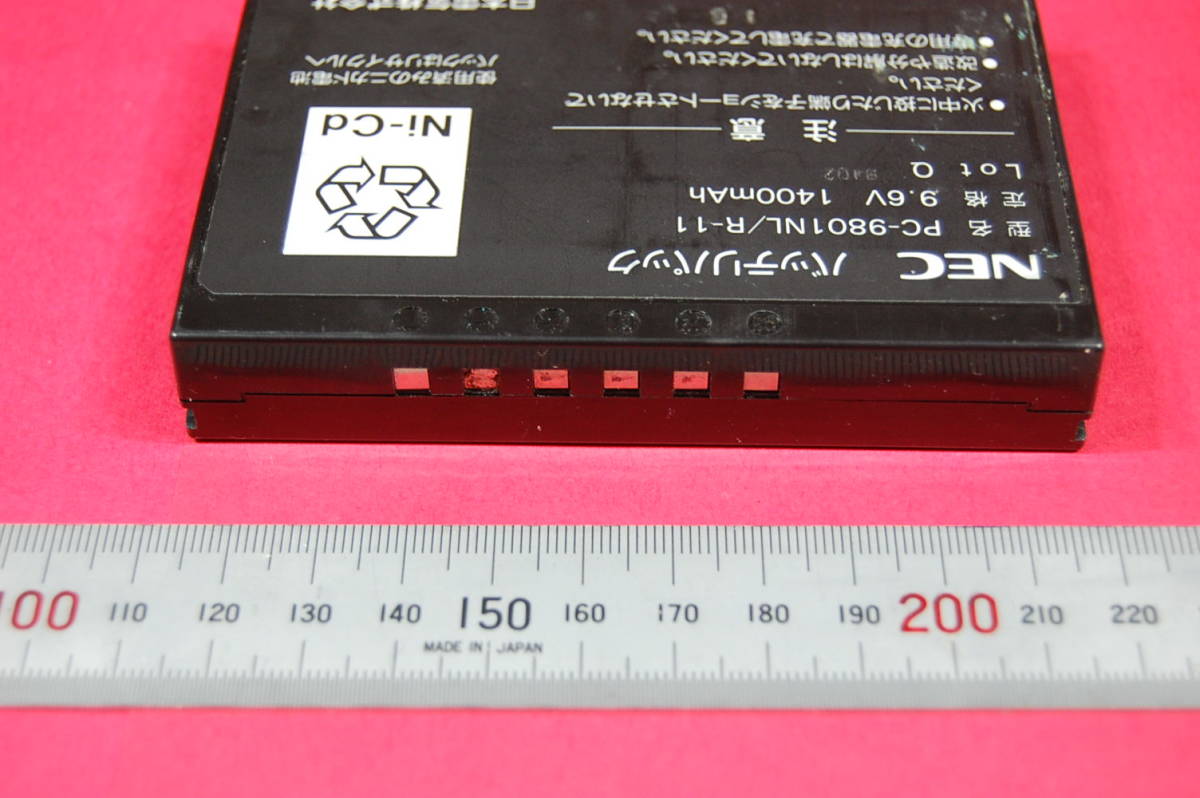 NEC バッテリパック
型名 PC-9801NL/R-11
定格 9.6V 1400mAh
Lot Q
注意
● 火中に投じたり端子をショートさせないで
ください。
● 改造や分解はしないでください。
● 専用の充電器で充電してください。
Ni-Cd
使用済みのニカド電池
パックはリサイクルへ
日本電気株式会社
100 110 120 130 140 150 160 170 180 190 200 210 220
MADE IN JAPAN